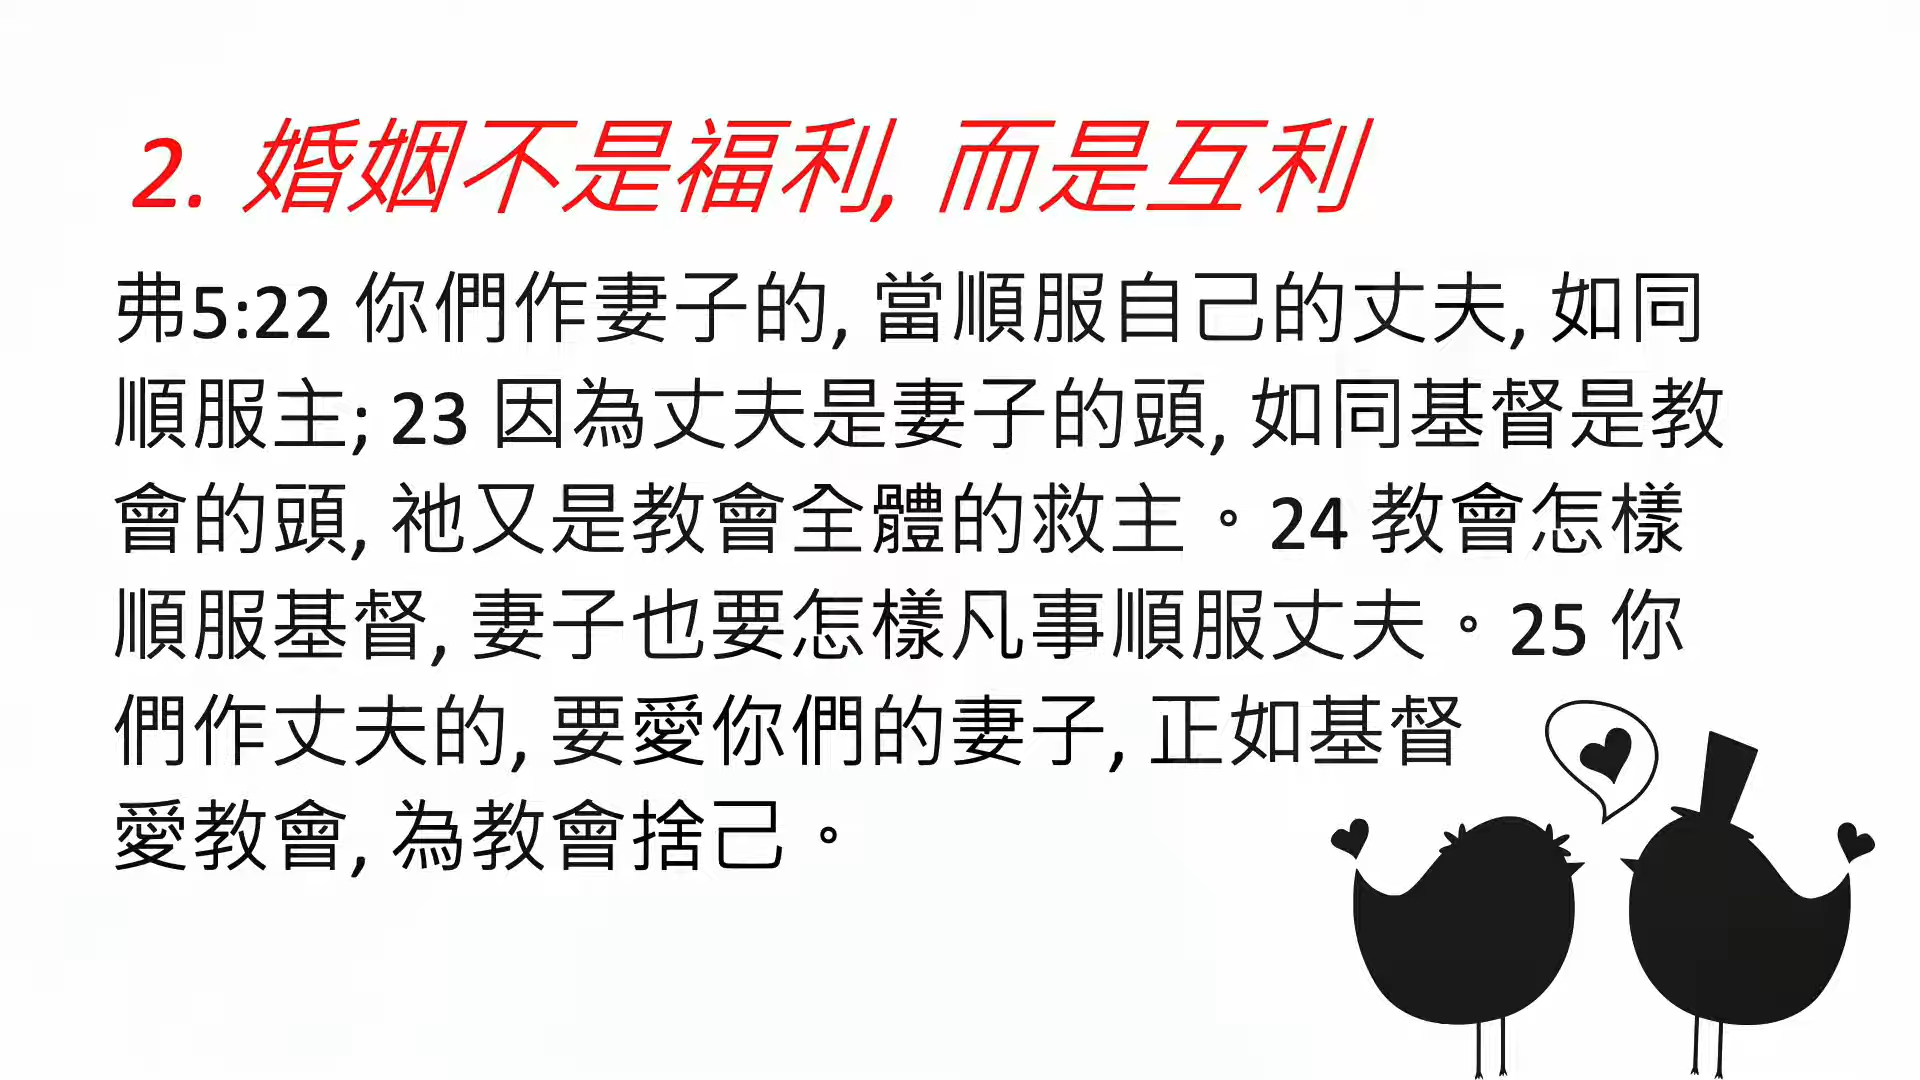 2. 婚姻不是福利, 而是互利
弗5:22 你們作妻子的, 當順服自己的丈夫, 如同
順服主; 23 因為丈夫是妻子的頭, 如同基督是教
會的頭, 祂又是教會全體的救主。24 教會怎樣
順服基督, 妻子也要怎樣凡事順服丈夫。25 你
們作丈夫的, 要愛你們的妻子, 正如基督
愛教會, 為教會捨己。